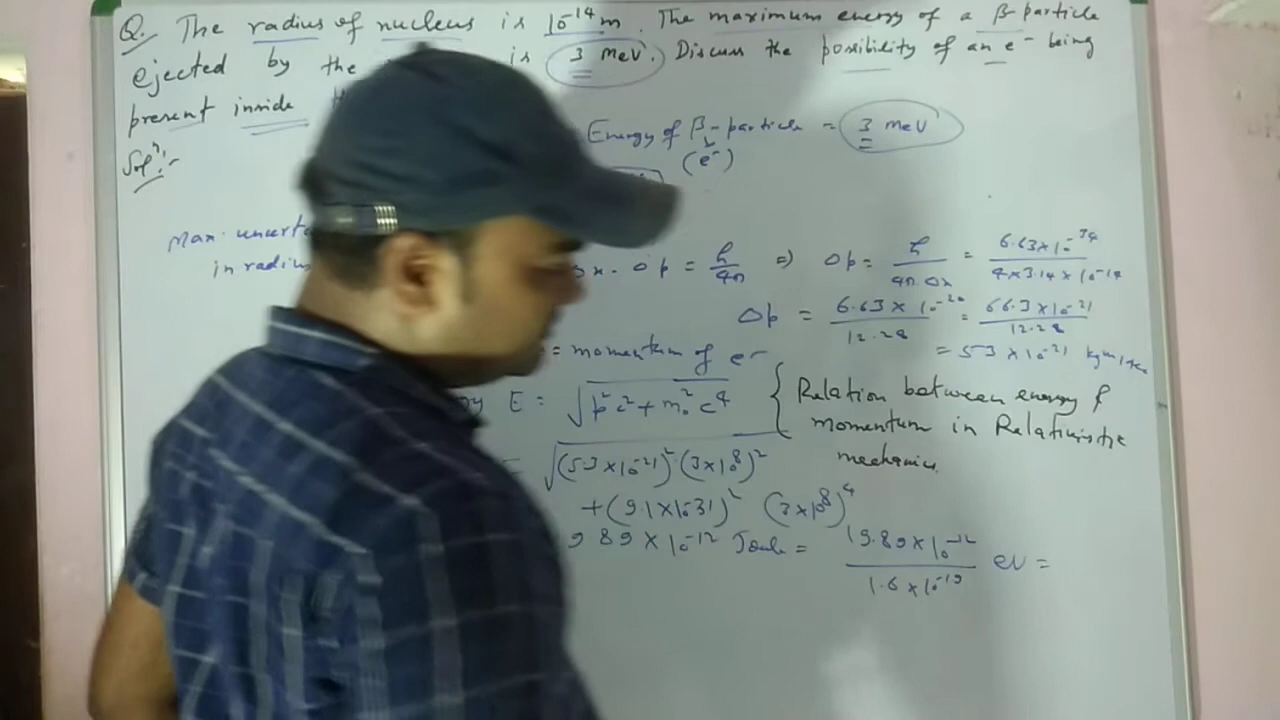 Q. The radius of nucleus is 10⁻¹⁴ m. The maximum energy of a β-particle
ejected by the is 3 MeV. Discuss the posibility of an e⁻ being
present inside
Solⁿ:-
Energy of β-particle = 3 MeV
(e⁻)
Max. uncert
in radius
Δx. Δp = h/4π ⇒ Δp = h/4π.Δx = 6.63×10⁻³⁴/4×3.14×10⁻¹⁴
Δp = 6.63×10⁻²⁰/12.28 = 66.3×10⁻²¹/12.28
= 5.3×10⁻²¹ kg m/sec
= momentum of e⁻
E = √p²c²+m₀²c⁴ { Relation between energy &
momentum in Relativistic
mechanics.
= √(5.3×10⁻²¹)²(3×10⁸)²
+(9.1×10⁻³¹)² (3×10⁸)⁴
9.89×10⁻¹² Joule = 19.89×10⁻¹²/1.6×10⁻¹⁹ eV =